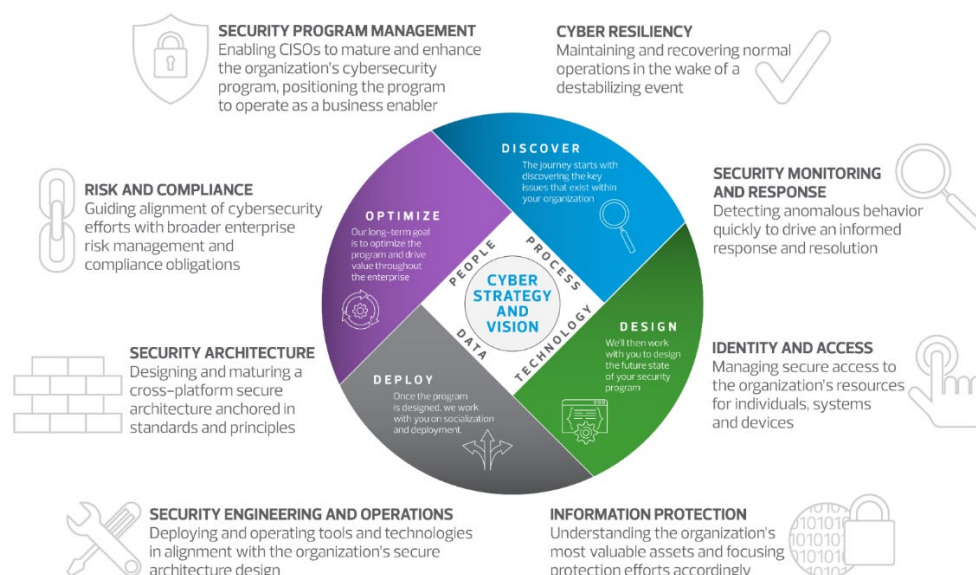 SECURITY PROGRAM MANAGEMENT
Enabling CISOs to mature and enhance
the organization's cybersecurity
program, positioning the program
to operate as a business enabler
CYBER RESILIENCY
Maintaining and recovering normal
operations in the wake of a
destabilizing event
RISK AND COMPLIANCE
Guiding alignment of cybersecurity
efforts with broader enterprise
risk management and
compliance obligations
SECURITY MONITORING
AND RESPONSE
Detecting anomalous behavior
quickly to drive an informed
response and resolution
DISCOVER
The journey starts with
discovering the key
issues that exist within
your organization
OPTIMIZE
Our long-term goal
is to optimize the
program and drive
value throughout
the enterprise
PEOPLE
PROCESS
CYBER
STRATEGY
AND
VISION
DATA
TECHNOLOGY
DESIGN
We'll then work
with you to design
the future state
of your security
program
DEPLOY
Once the program
is designed, we work
with you on socialization
and deployment.
SECURITY ARCHITECTURE
Designing and maturing a
cross-platform secure
architecture anchored in
standards and principles
IDENTITY AND ACCESS
Managing secure access to
the organization's resources
for individuals, systems
and devices
SECURITY ENGINEERING AND OPERATIONS
Deploying and operating tools and technologies
in alignment with the organization's secure
architecture design
INFORMATION PROTECTION
Understanding the organization's
most valuable assets and focusing
protection efforts accordingly